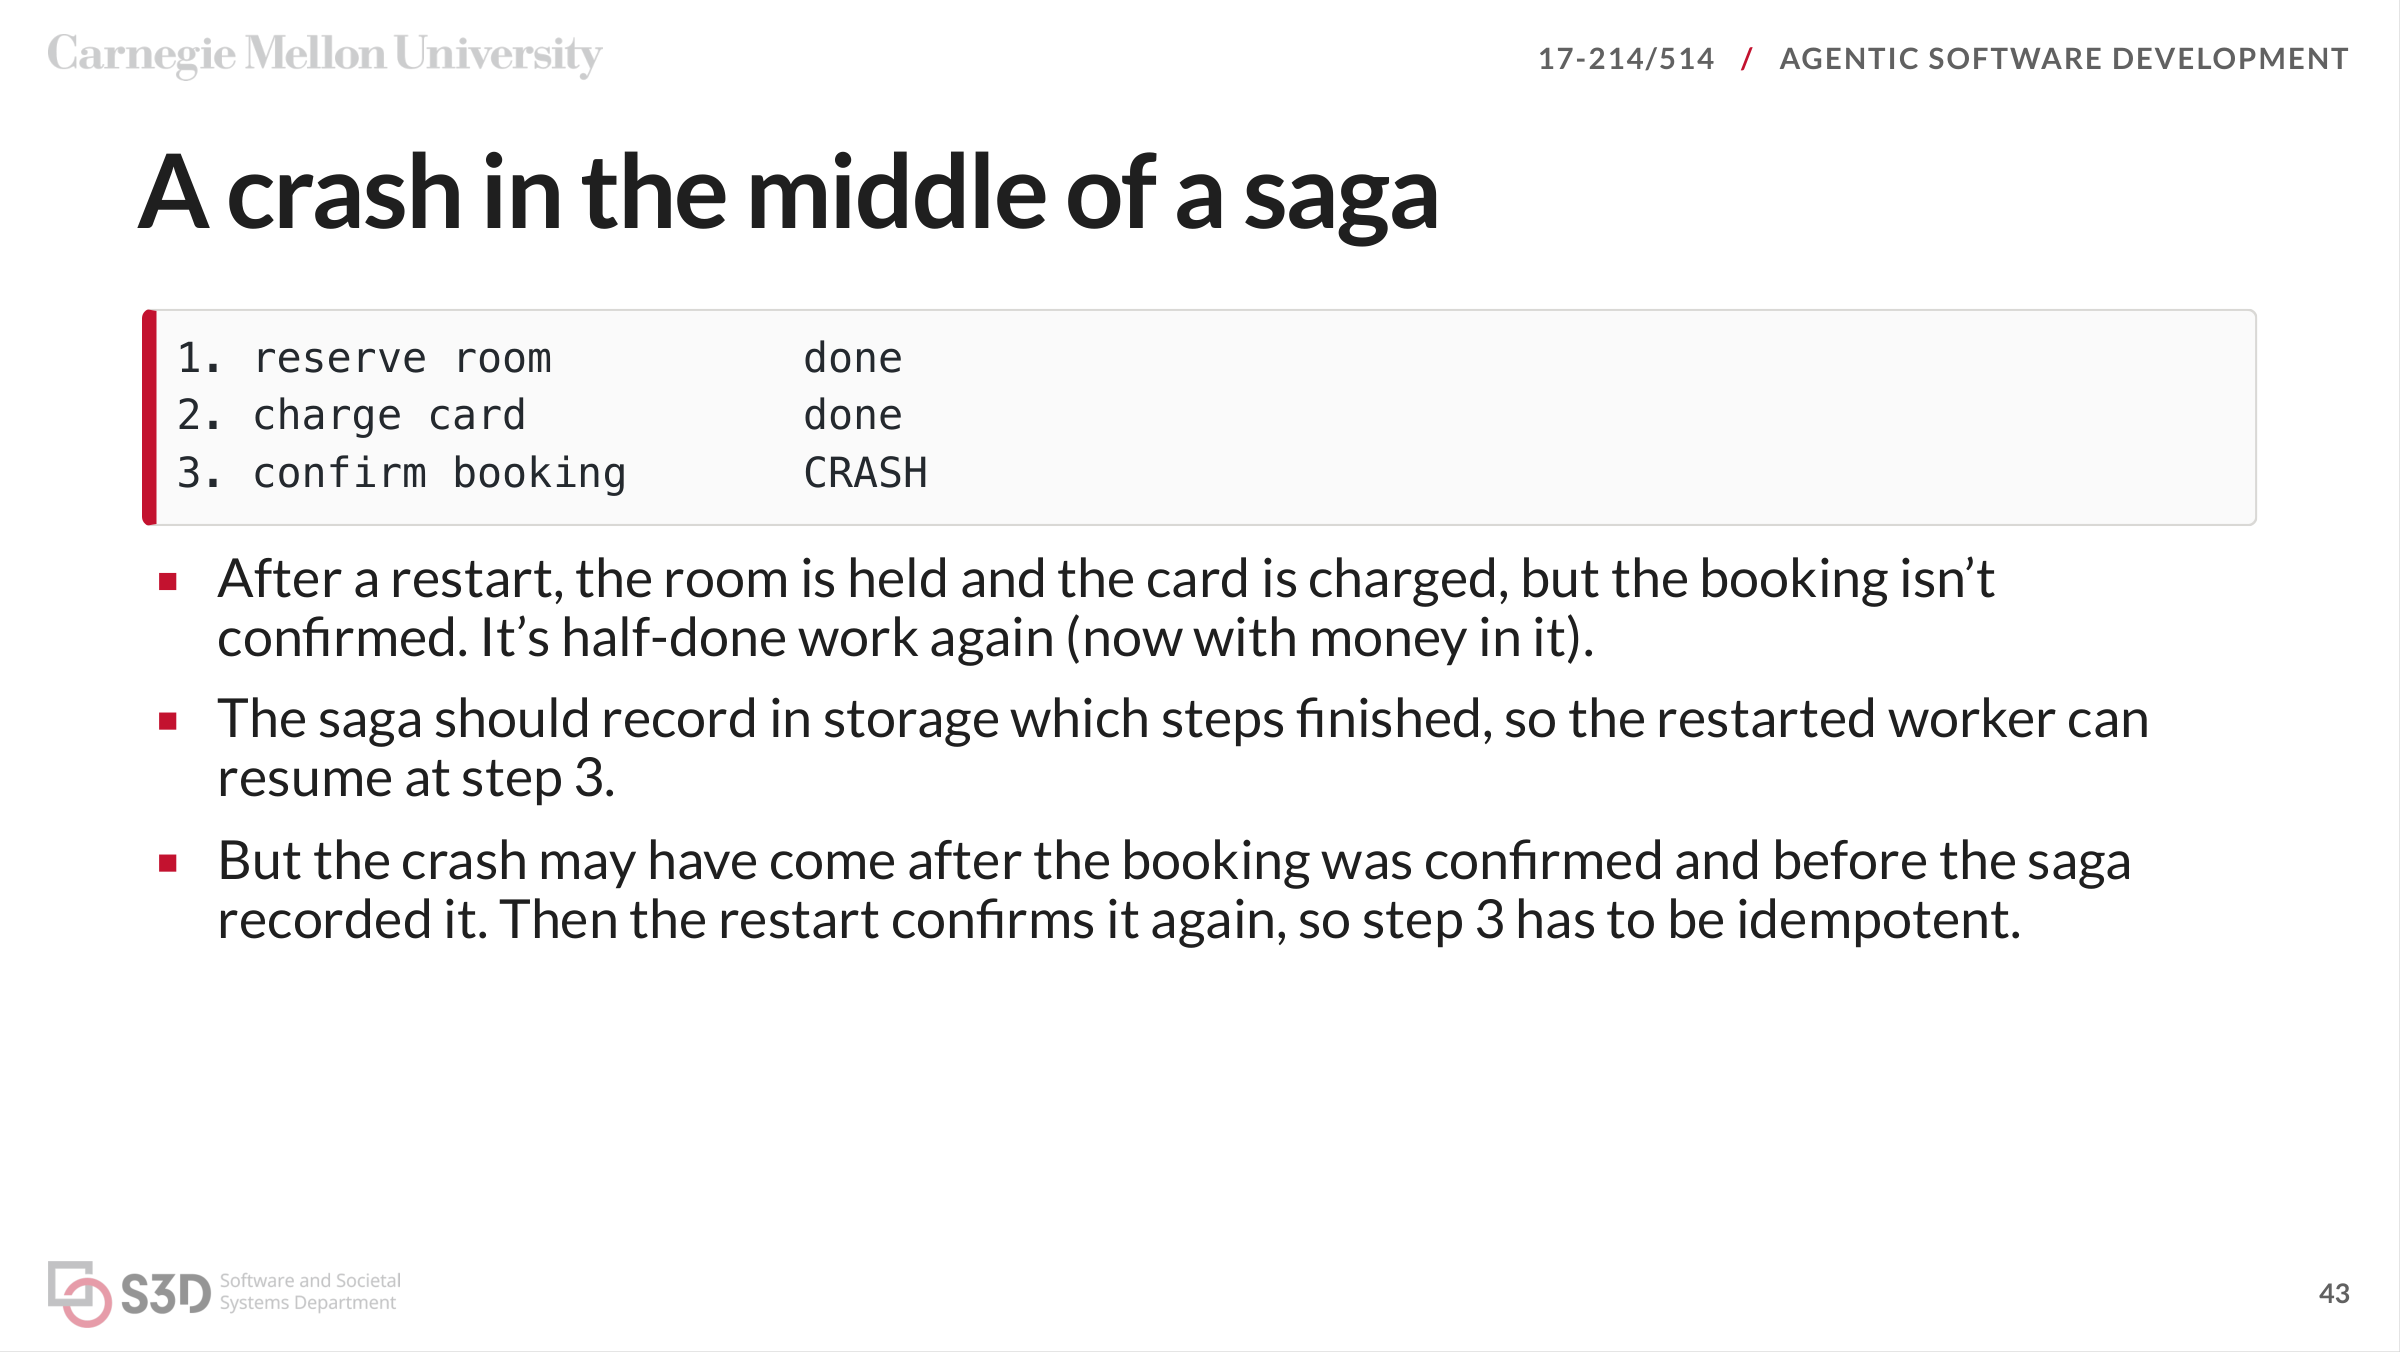 Carnegie Mellon University
17-214/514 / AGENTIC SOFTWARE DEVELOPMENT
A crash in the middle of a saga
1. reserve room done
2. charge card done
3. confirm booking CRASH
▪ After a restart, the room is held and the card is charged, but the booking isn’t
confirmed. It’s half-done work again (now with money in it).
▪ The saga should record in storage which steps finished, so the restarted worker can
resume at step 3.
▪ But the crash may have come after the booking was confirmed and before the saga
recorded it. Then the restart confirms it again, so step 3 has to be idempotent.
S3D Software and Societal
Systems Department
43